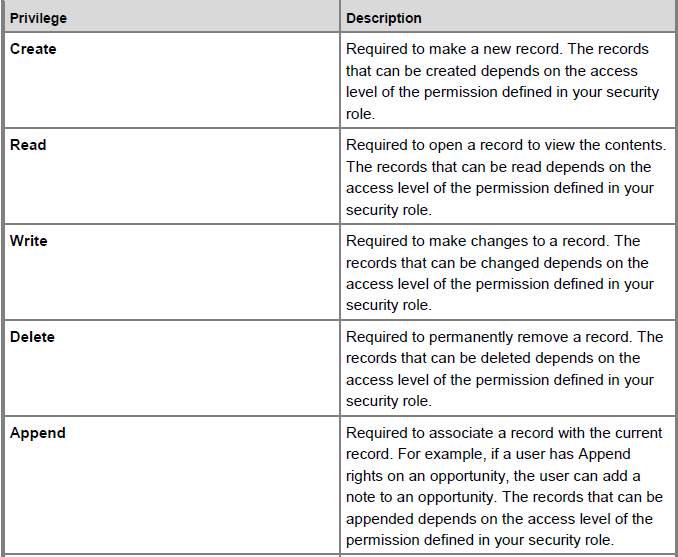 Privilege Description
Create Required to make a new record. The records
that can be created depends on the access
level of the permission defined in your security
role.
Read Required to open a record to view the contents.
The records that can be read depends on the
access level of the permission defined in your
security role.
Write Required to make changes to a record. The
records that can be changed depends on the
access level of the permission defined in your
security role.
Delete Required to permanently remove a record. The
records that can be deleted depends on the
access level of the permission defined in your
security role.
Append Required to associate a record with the current
record. For example, if a user has Append
rights on an opportunity, the user can add a
note to an opportunity. The records that can be
appended depends on the access level of the
permission defined in your security role.